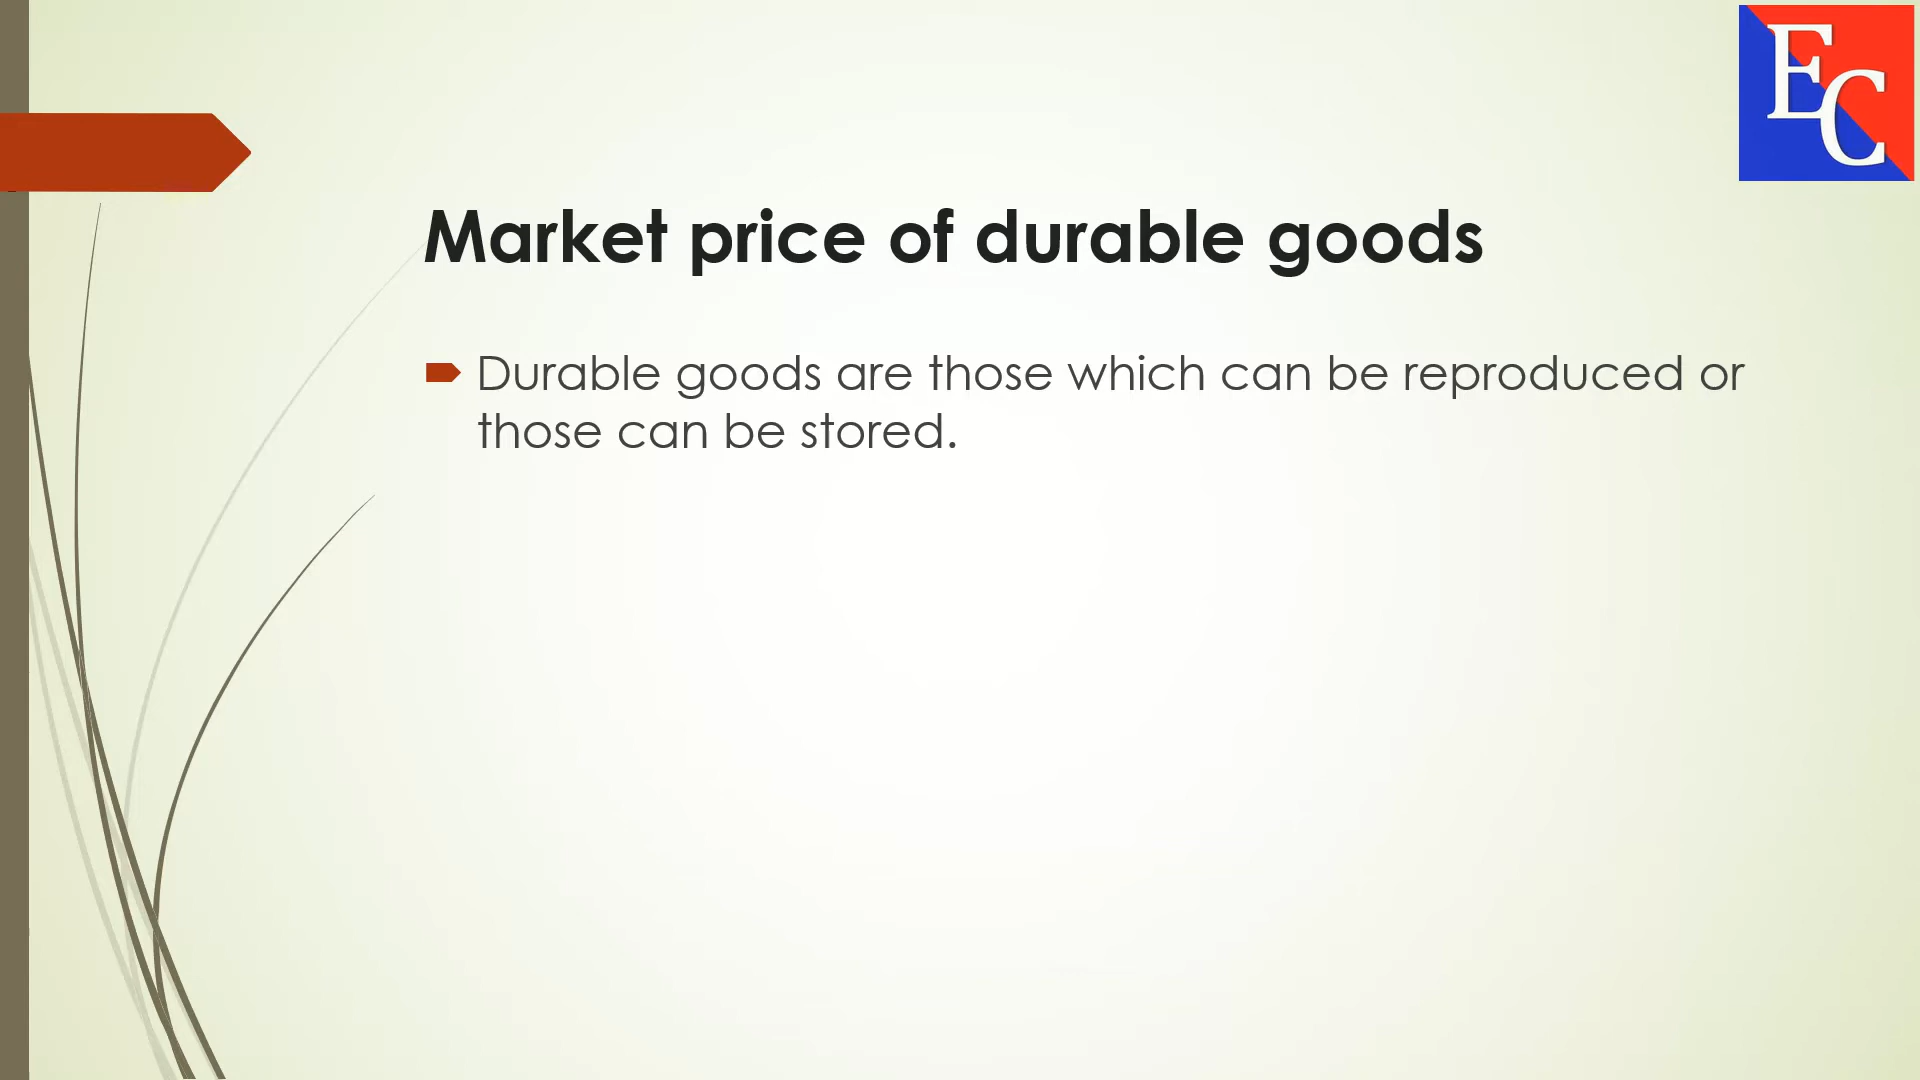 EC
Market price of durable goods
Durable goods are those which can be reproduced or
those can be stored.